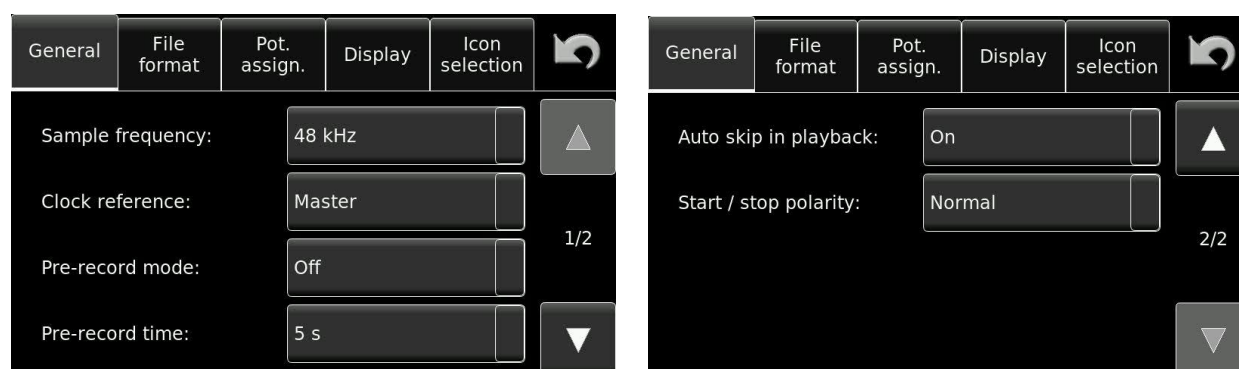 General
File
format
Pot.
assign.
Display
Icon
selection
Sample frequency:
48 kHz
Clock reference:
Master
1/2
Pre-record mode:
Off
Pre-record time:
5 s
General
File
format
Pot.
assign.
Display
Icon
selection
Auto skip in playback:
On
Start / stop polarity:
Normal
2/2